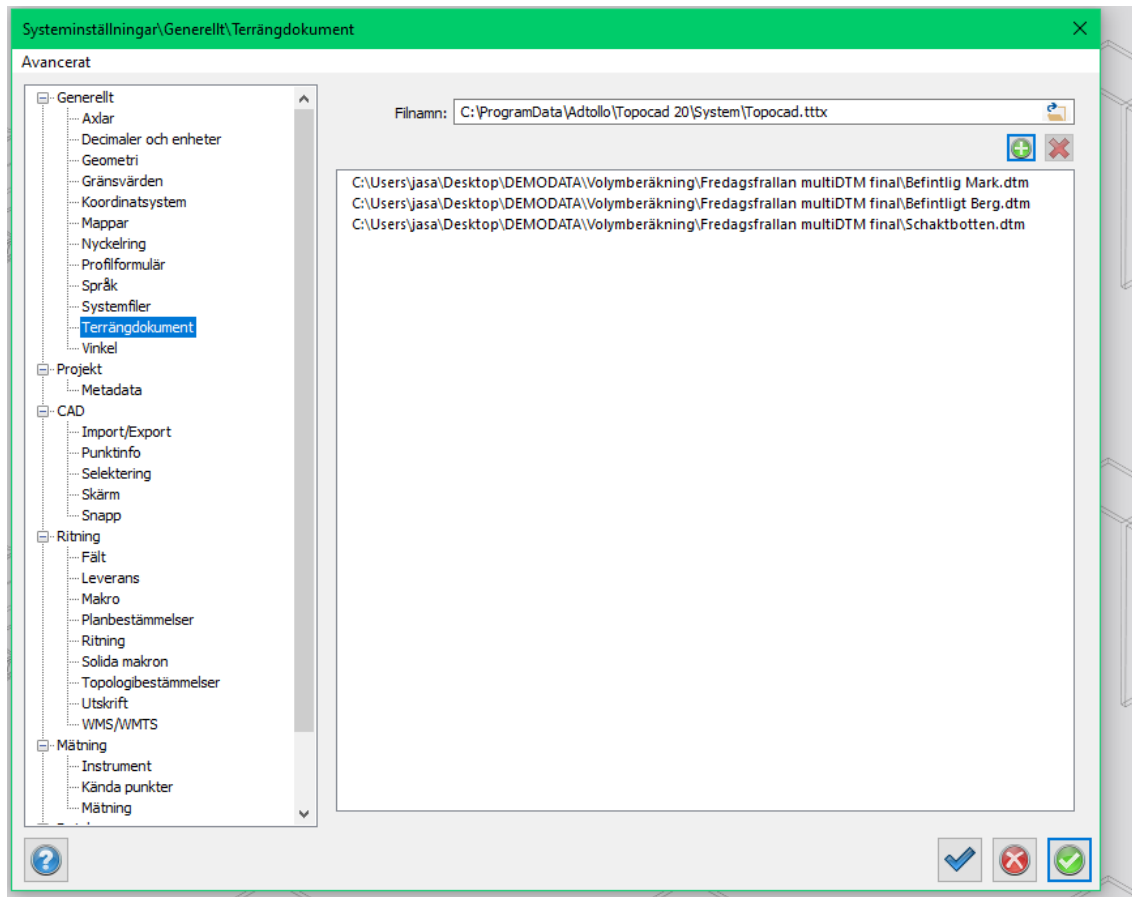 Systeminställningar\Generellt\Terrängdokument
Avancerat
Generellt
Axlar
Decimaler och enheter
Geometri
Gränsvärden
Koordinatsystem
Mappar
Nyckelring
Profilformulär
Språk
Systemfiler
Terrängdokument
Vinkel
Projekt
Metadata
CAD
Import/Export
Punktinfo
Selektering
Skärm
Snapp
Ritning
Fält
Leverans
Makro
Planbestämmelser
Ritning
Solida makron
Topologibestämmelser
Utskrift
WMS/WMTS
Mätning
Instrument
Kända punkter
Mätning
Filnamn: C:\ProgramData\Adtollo\Topocad 20\System\Topocad.tttx
C:\Users\jasa\Desktop\DEMODATA\Volymberäkning\Fredagsfrallan multiDTM final\Befintlig Mark.dtm
C:\Users\jasa\Desktop\DEMODATA\Volymberäkning\Fredagsfrallan multiDTM final\Befintligt Berg.dtm
C:\Users\jasa\Desktop\DEMODATA\Volymberäkning\Fredagsfrallan multiDTM final\Schaktbotten.dtm